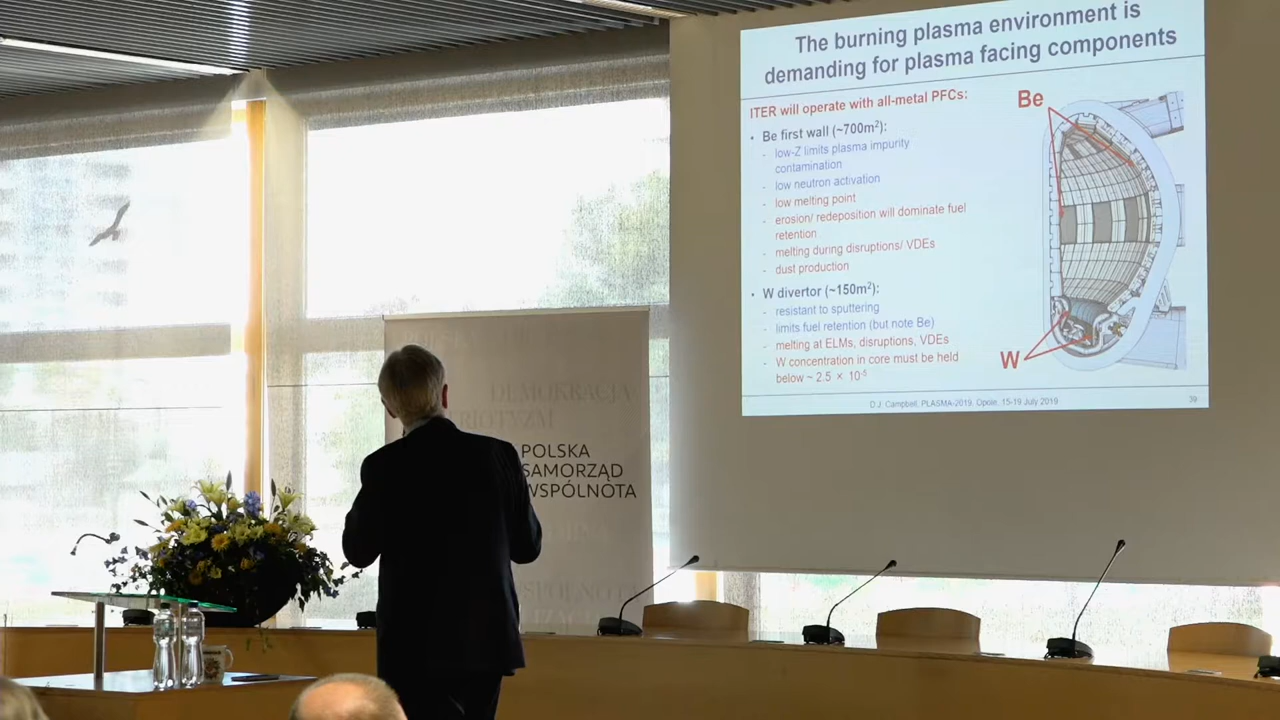 The burning plasma environment is
demanding for plasma facing components
ITER will operate with all-metal PFCs:
• Be first wall (~700m²):
- low-Z limits plasma impurity
contamination
- low neutron activation
- low melting point
- erosion/ redeposition will dominate fuel
retention
- melting during disruptions/ VDEs
- dust production
• W divertor (~150m²):
- resistant to sputtering
- limits fuel retention (but note Be)
- melting at ELMs, disruptions, VDEs
- W concentration in core must be held
below ~ 2.5 × 10⁻⁵
Be
W
D J Campbell, PLASMA-2019, Opole, 15-19 July 2019
39
DEMOKRACJA
POLSKA
SAMORZĄD
WSPÓLNOTA